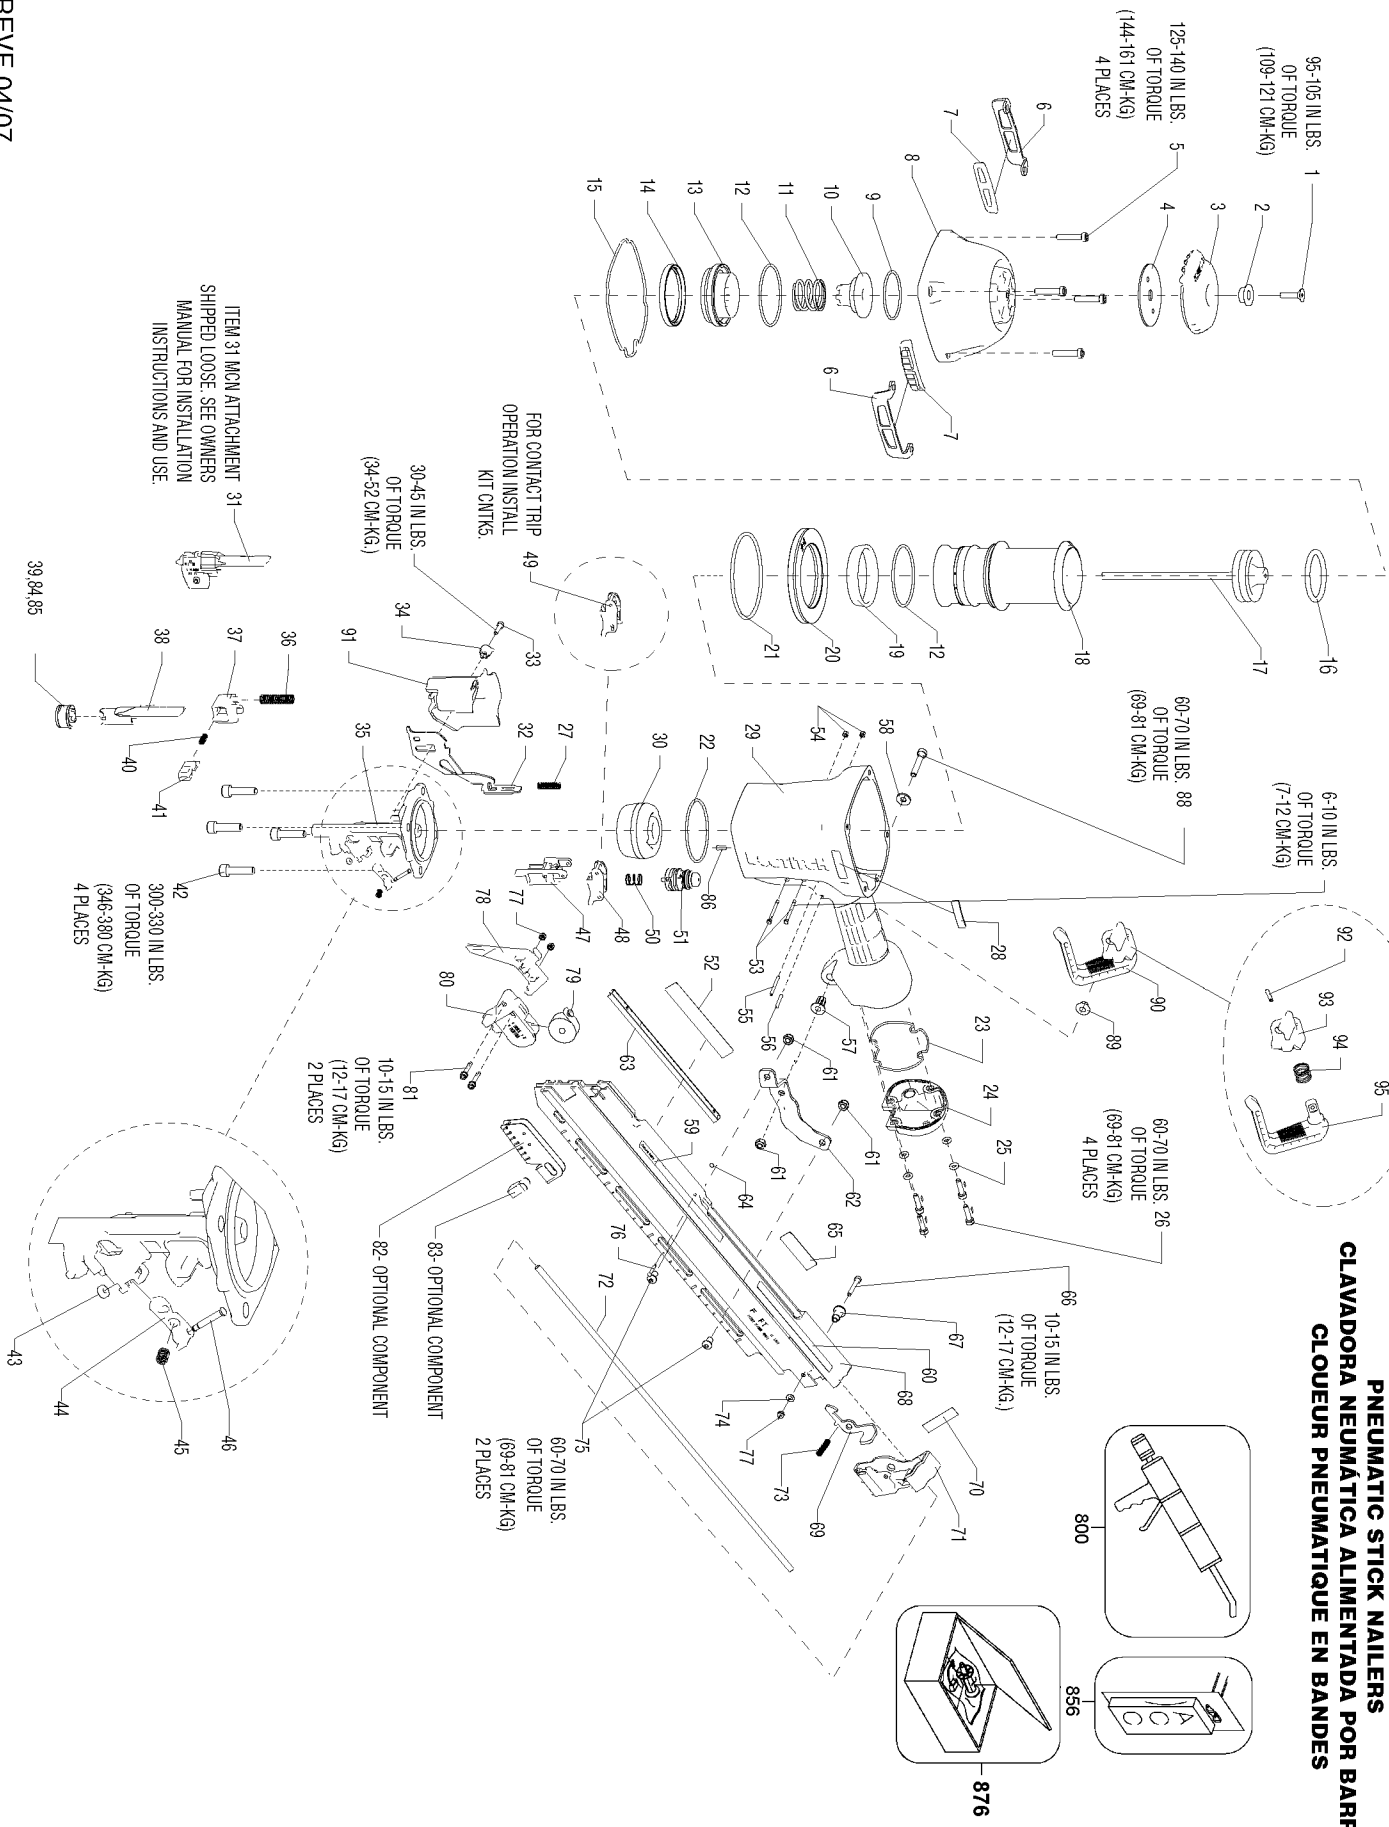 PNEUMATIC STICK NAILERS
CLAVADORA NEUMÁTICA ALIMENTADA POR
CLOUEUR PNEUMATIQUE EN BANDES
95-105 IN LBS.
OF TORQUE
(109-121 CM-KG)
1
2
3
4
125-140 IN LBS.
OF TORQUE
(144-161 CM-KG)
4 PLACES
5
6
7
8
9
10
11
12
13
14
15
6
7
16
17
18
12
19
20
21
60-70 IN LBS.
OF TORQUE
(69-81 CM-KG)
88
6-10 IN LBS.
OF TORQUE
(7-12 CM-KG)
54
58
29
22
30
27
32
28
53
55
56
57
86
51
50
48
47
52
63
92
93
94
95
90
89
23
24
25
60-70 IN LBS.
OF TORQUE
(69-81 CM-KG)
4 PLACES
26
61
61
61
62
59
64
65
10-15 IN LBS.
OF TORQUE
(12-17 CM-KG.)
66
67
60
68
70
71
69
73
77
74
75
60-70 IN LBS.
OF TORQUE
(69-81 CM-KG)
2 PLACES
72
76
83- OPTIONAL COMPONENT
82- OPTIONAL COMPONENT
77
78
79
80
81
10-15 IN LBS.
OF TORQUE
(12-17 CM-KG)
2 PLACES
FOR CONTACT TRIP
OPERATION INSTALL
KIT CNTK5.
49
30-45 IN LBS.
OF TORQUE
(34-52 CM-KG.)
33
34
91
35
36
37
38
39,84,85
40
41
42
300-330 IN LBS.
OF TORQUE
(346-380 CM-KG)
4 PLACES
ITEM 31 MCN ATTACHMENT
SHIPPED LOOSE. SEE OWNERS
MANUAL FOR INSTALLATION
INSTRUCTIONS AND USE.
31
43
44
45
46
800
856
876
A
C C
REVE 04/07